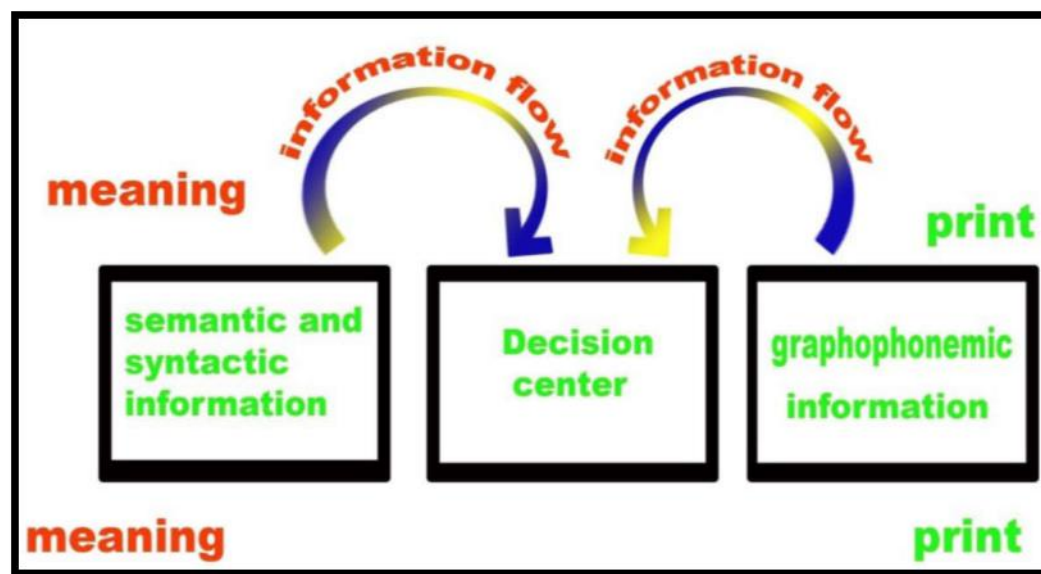 information flow
information flow
meaning
print
semantic and
syntactic
information
Decision
center
graphophonemic
information
meaning
print